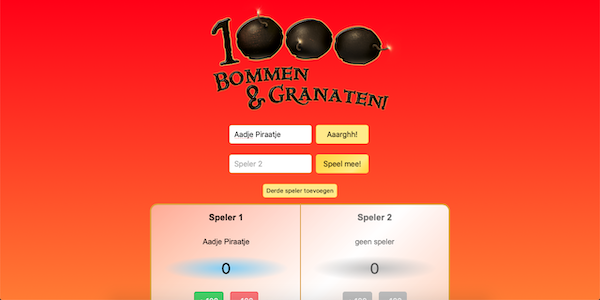 1000
BOMMEN
& GRANATEN!
Aadje Piraatje Aaarghh!
Speler 2 Speel mee!
Derde speler toevoegen
Speler 1 Speler 2
Aadje Piraatje geen speler
0 0